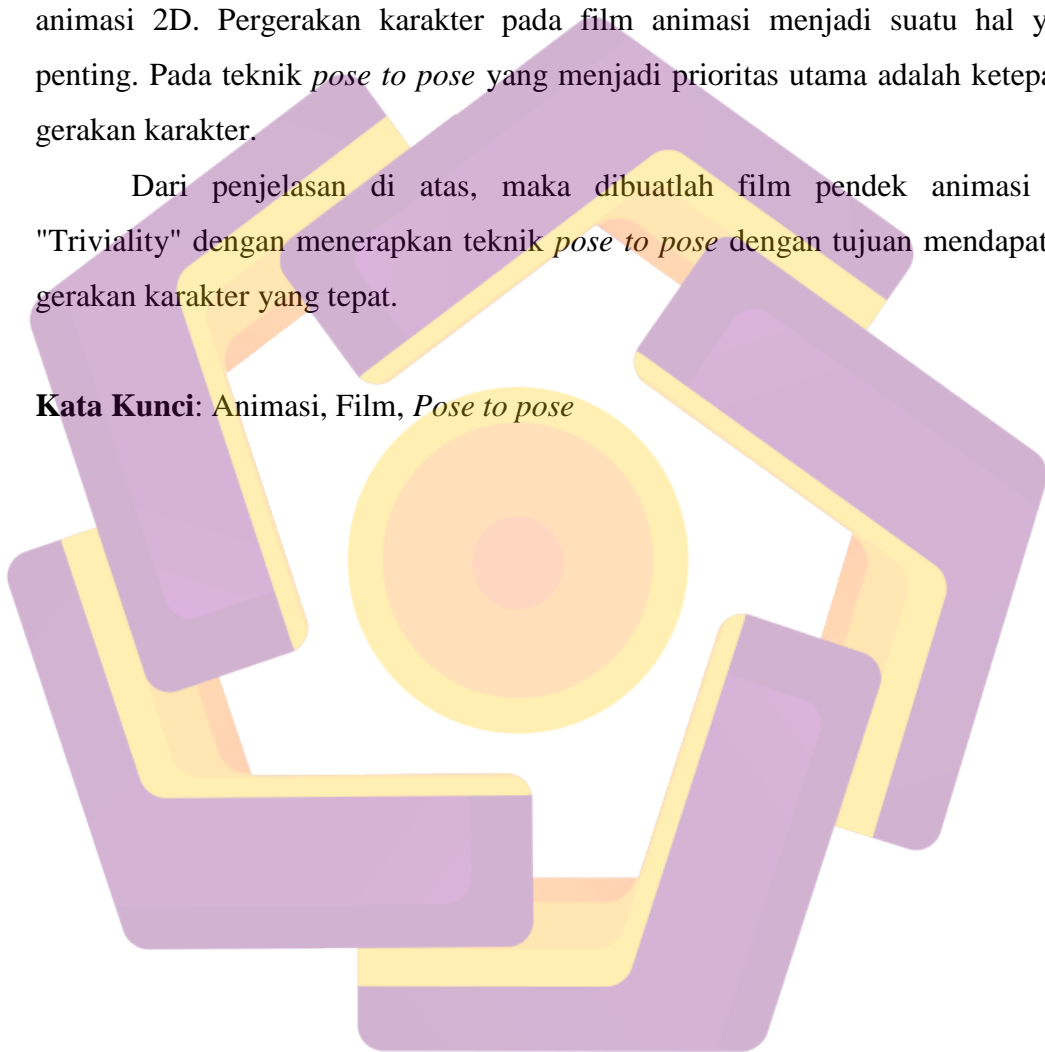 animasi 2D. Pergerakan karakter pada film animasi menjadi suatu hal y
penting. Pada teknik pose to pose yang menjadi prioritas utama adalah ketepa
gerakan karakter.
Dari penjelasan di atas, maka dibuatlah film pendek animasi
"Triviality" dengan menerapkan teknik pose to pose dengan tujuan mendapat
gerakan karakter yang tepat.
Kata Kunci: Animasi, Film, Pose to pose